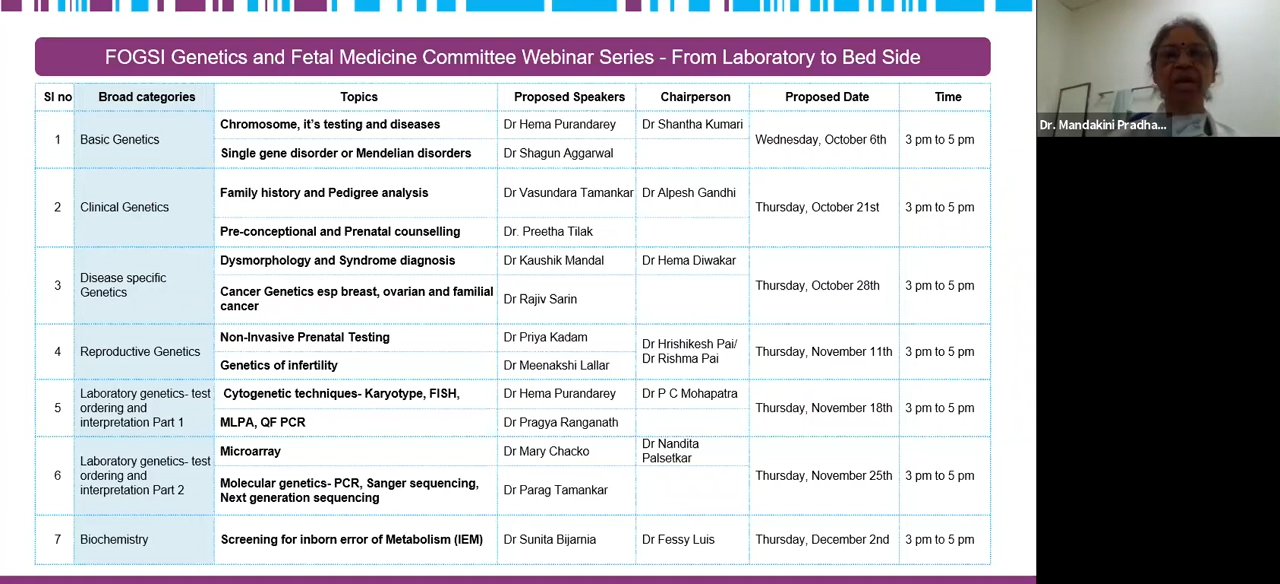 FOGSI Genetics and Fetal Medicine Committee Webinar Series - From Laboratory to Bed Side
Sl no Broad categories Topics Proposed Speakers Chairperson Proposed Date Time
1 Basic Genetics Chromosome, it's testing and diseases Dr Hema Purandarey Dr Shantha Kumari Wednesday, October 6th 3 pm to 5 pm
Single gene disorder or Mendelian disorders Dr Shagun Aggarwal
2 Clinical Genetics Family history and Pedigree analysis Dr Vasundara Tamankar Dr Alpesh Gandhi Thursday, October 21st 3 pm to 5 pm
Pre-conceptional and Prenatal counselling Dr. Preetha Tilak
3 Disease specific
Genetics
Dysmorphology and Syndrome diagnosis Dr Kaushik Mandal Dr Hema Diwakar Thursday, October 28th 3 pm to 5 pm
Cancer Genetics esp breast, ovarian and familial
cancer
Dr Rajiv Sarin
4 Reproductive Genetics Non-Invasive Prenatal Testing Dr Priya Kadam Dr Hrishikesh Pai/
Dr Rishma Pai
Thursday, November 11th 3 pm to 5 pm
Genetics of infertility Dr Meenakshi Lallar
5 Laboratory genetics- test
ordering and
interpretation Part 1
Cytogenetic techniques- Karyotype, FISH, Dr Hema Purandarey Dr P C Mohapatra Thursday, November 18th 3 pm to 5 pm
MLPA, QF PCR Dr Pragya Ranganath
6 Laboratory genetics- test
ordering and
interpretation Part 2
Microarray Dr Mary Chacko Dr Nandita
Palsetkar
Thursday, November 25th 3 pm to 5 pm
Molecular genetics- PCR, Sanger sequencing,
Next generation sequencing
Dr Parag Tamankar
7 Biochemistry Screening for inborn error of Metabolism (IEM) Dr Sunita Bijarnia Dr Fessy Luis Thursday, December 2nd 3 pm to 5 pm
Dr. Mandakini Pradha...